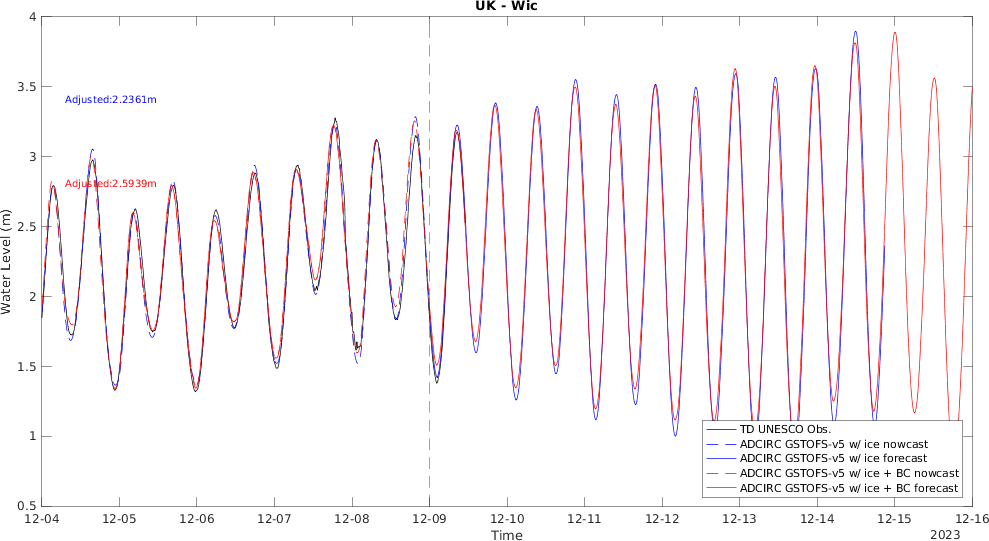 UK - Wic
4
3.5
3
2.5
2
1.5
1
0.5
Water Level (m)
Adjusted:2.2361m
Adjusted:2.5939m
TD UNESCO Obs.
ADCIRC GSTOFS-v5 w/ ice nowcast
ADCIRC GSTOFS-v5 w/ ice forecast
ADCIRC GSTOFS-v5 w/ ice + BC nowcast
ADCIRC GSTOFS-v5 w/ ice + BC forecast
12-04 12-05 12-06 12-07 12-08 12-09 12-10 12-11 12-12 12-13 12-14 12-15 12-16
Time
2023